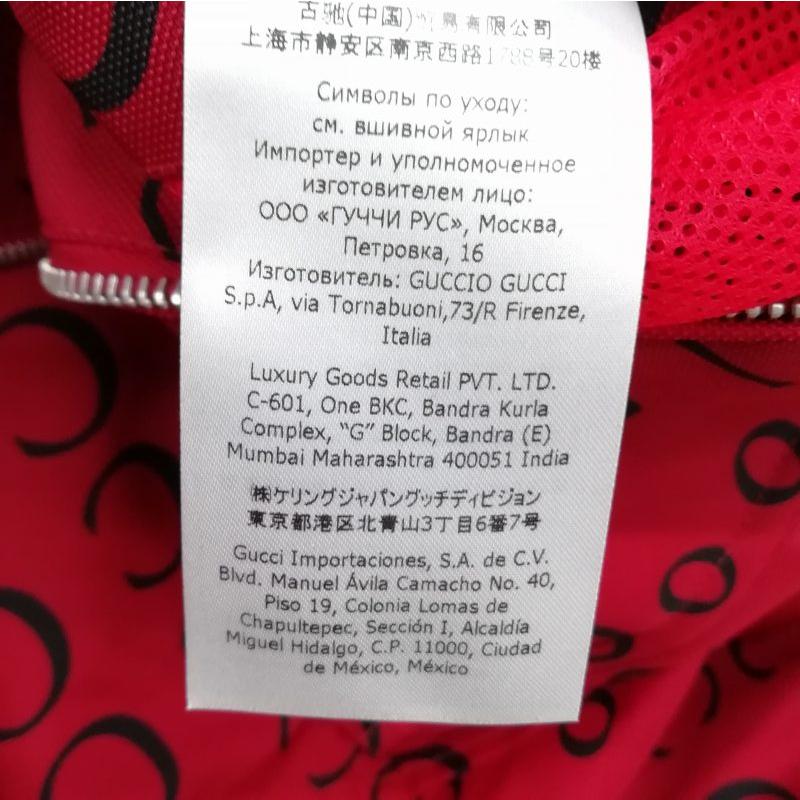 古驰(中国)贸易有限公司
上海市静安区南京西路1788号20楼
Символы по уходу:
см. вшивной ярлык
Импортер и уполномоченное
изготовителем лицо:
ООО «ГУЧЧИ РУС», Москва,
Петровка, 16
Изготовитель: GUCCIO GUCCI
S.p.A, via Tornabuoni,73/R Firenze,
Italia
Luxury Goods Retail PVT. LTD.
C-601, One BKC, Bandra Kurla
Complex, “G” Block, Bandra (E)
Mumbai Maharashtra 400051 India
㈱ケリングジャパングッチディビジョン
東京都港区北青山3丁目6番7号
Gucci Importaciones, S.A. de C.V.
Blvd. Manuel Ávila Camacho No. 40,
Piso 19, Colonia Lomas de
Chapultepec, Sección I, Alcaldía
Miguel Hidalgo, C.P. 11000, Ciudad
de México, México